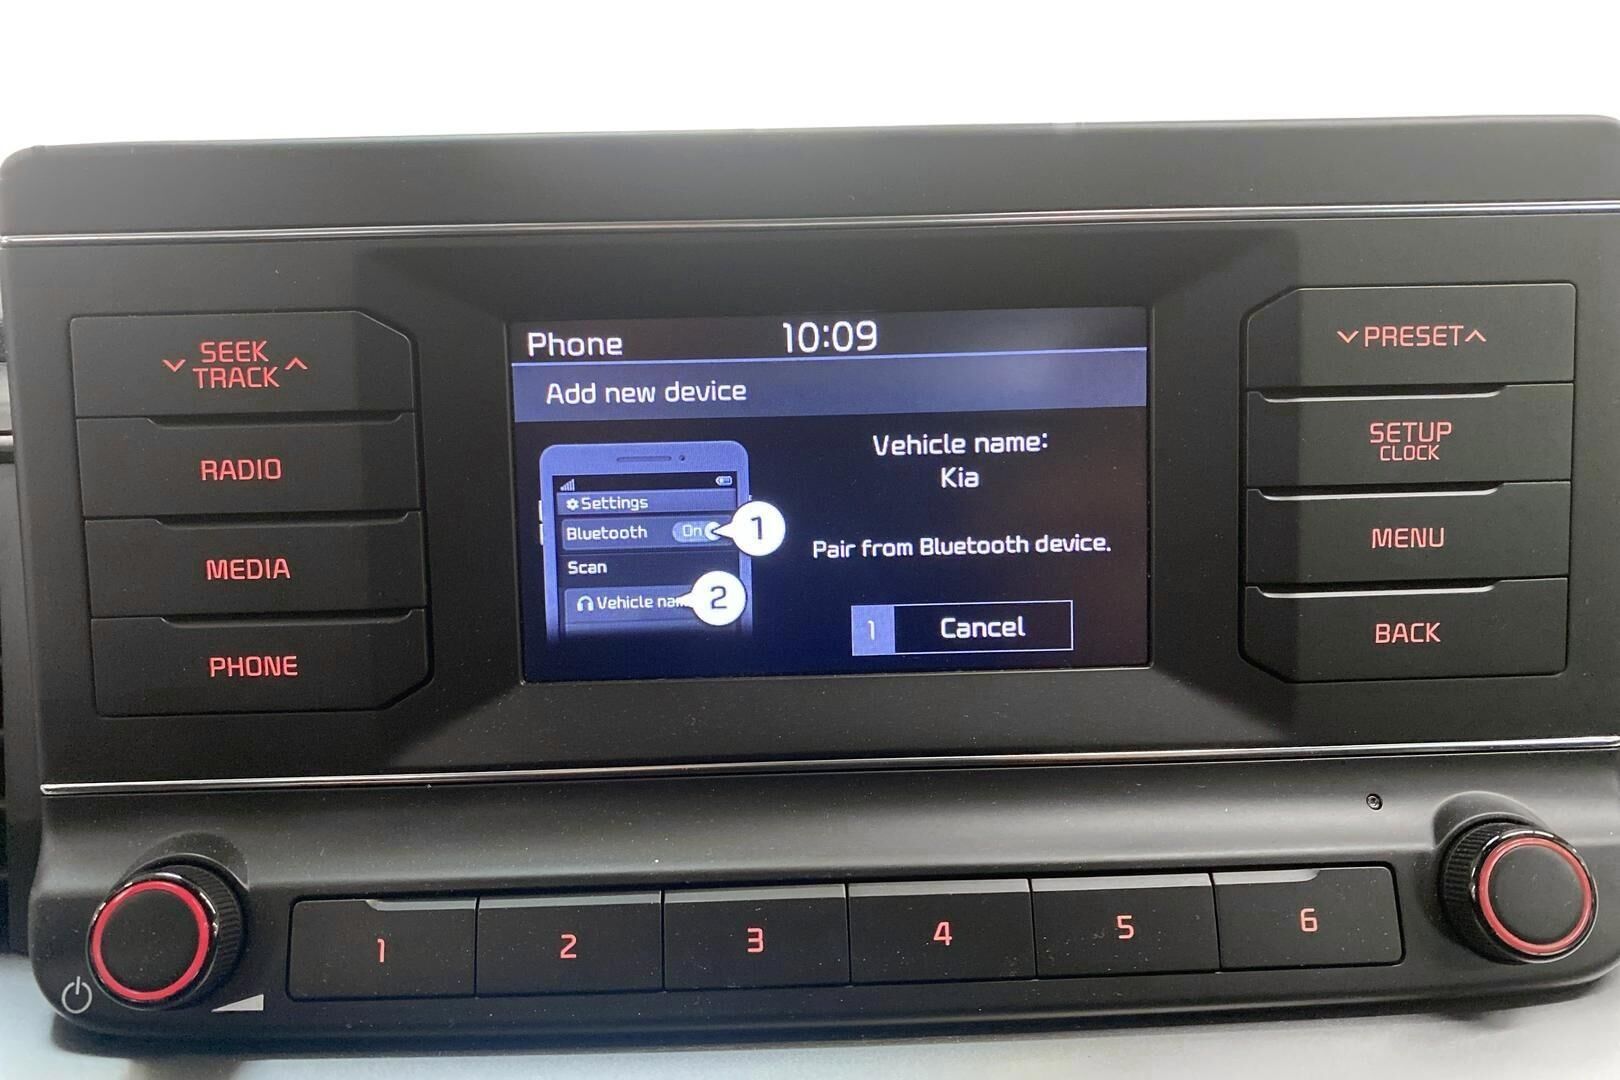 SEEK
TRACK
RADIO
MEDIA
PHONE
Phone
10:09
Add new device
Settings
Bluetooth
On
1
Scan
Vehicle
2
Vehicle name:
Kia
Pair from Bluetooth device.
1
Cancel
PRESET
SETUP
CLOCK
MENU
BACK
1
2
3
4
5
6